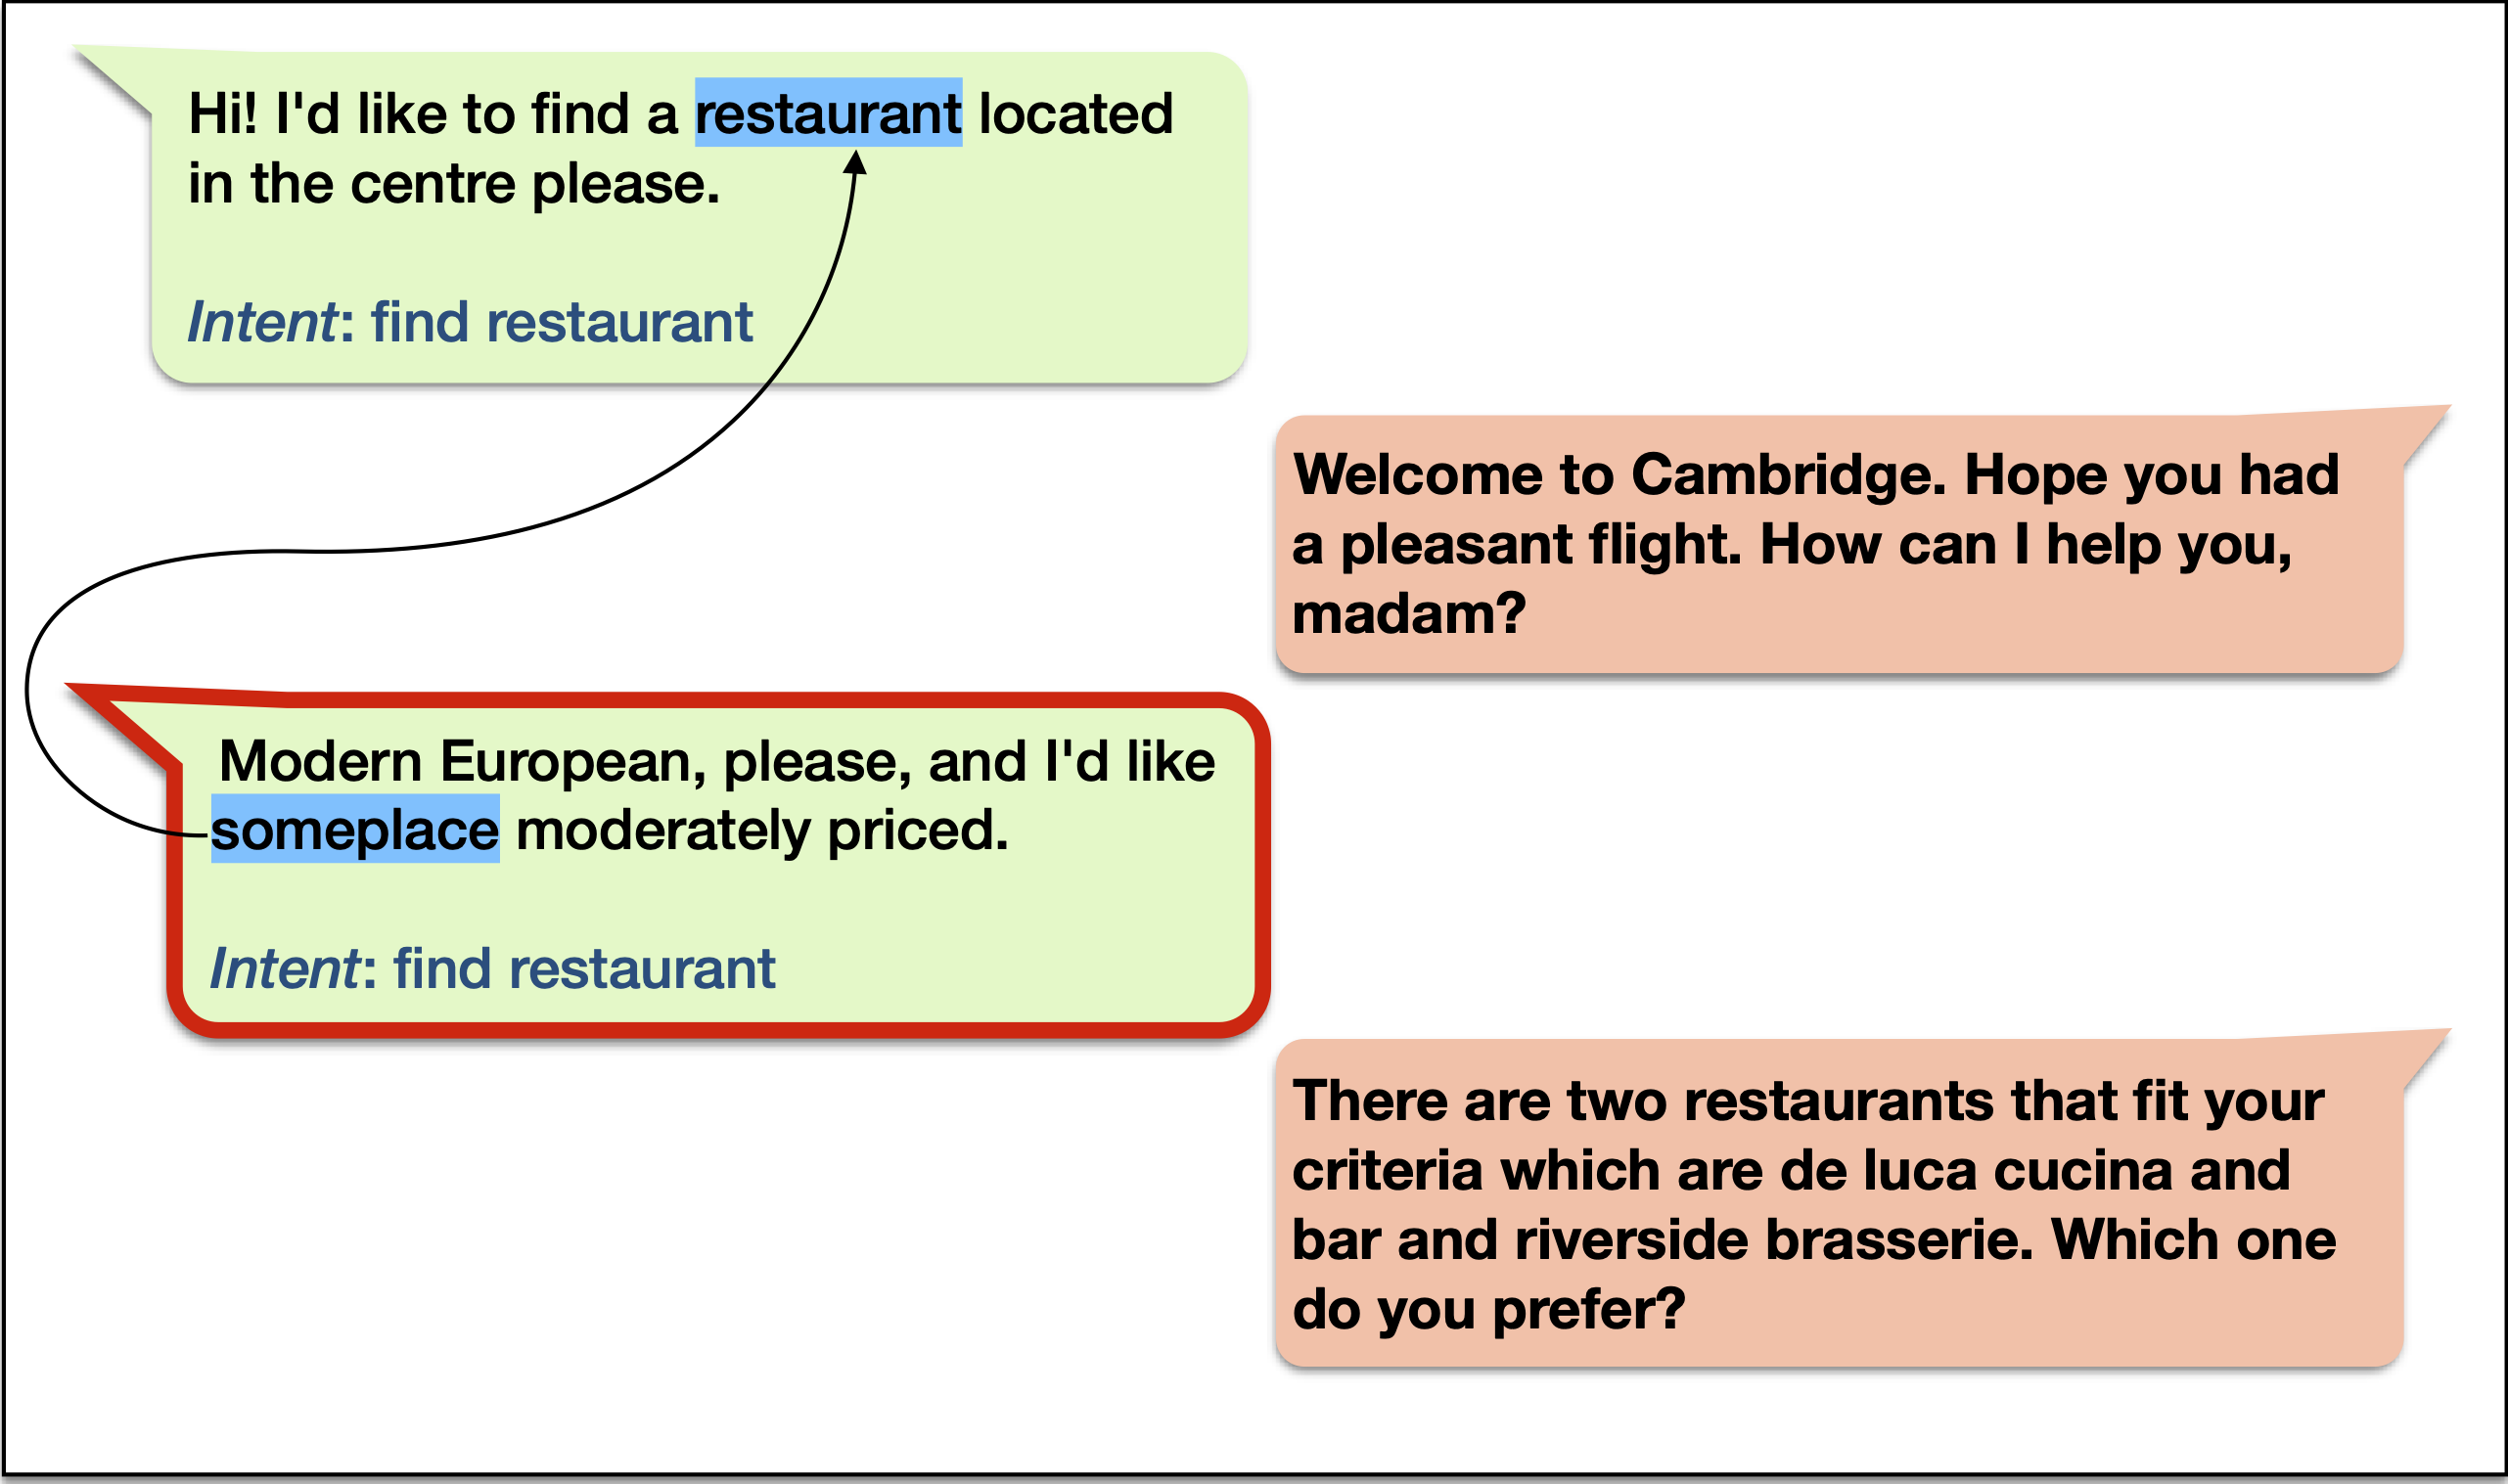 Hi! I'd like to find a restaurant located
in the centre please.
Intent: find restaurant
Welcome to Cambridge. Hope you had
a pleasant flight. How can I help you,
madam?
Modern European, please, and I'd like
someplace moderately priced.
Intent: find restaurant
There are two restaurants that fit your
criteria which are de luca cucina and
bar and riverside brasserie. Which one
do you prefer?